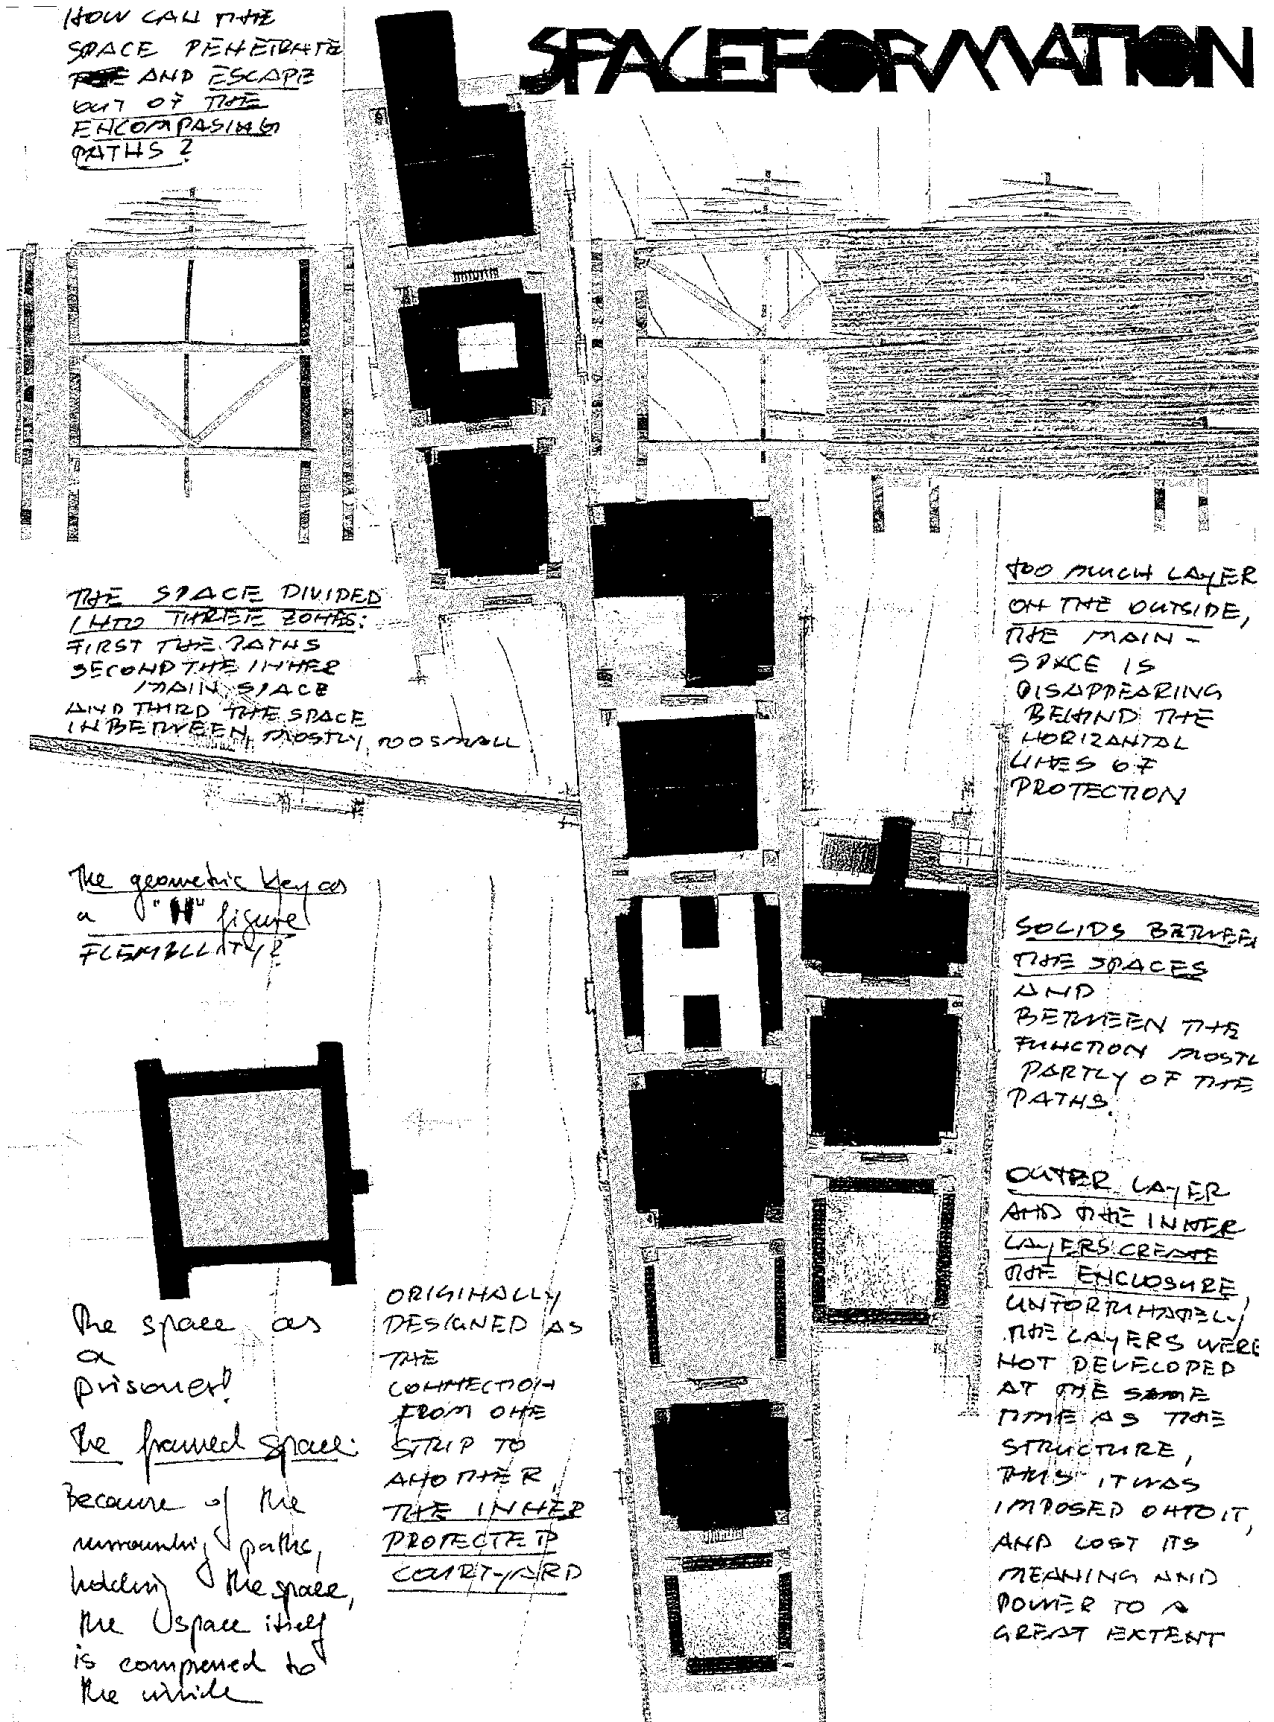 SPACEFORMATION
HOW CAN THE
SPACE PENETRATE
AND ESCAPE
OUT OF THE
ENCOMPASING
PATHS?
THE SPACE DIVIDED
INTO THREE ZONES:
FIRST THE PATHS
SECOND THE INNER
MAIN SPACE
AND THIRD THE SPACE
IN BETWEEN, MOSTLY TOO SMALL
The geometric key as
a "H" figure
The space as
a
prisoner!
The framed space:
Because of the
surrounding paths,
holding the space,
the space itself
is compressed to
the inside
ORIGINALLY
DESIGNED AS
THE
CONNECTION
FROM ONE
STRIP TO
ANOTHER,
THE INNER
PROTECTED
COURT-YARD
TOO MUCH LAYER
ON THE OUTSIDE,
THE MAIN-
SPACE IS
DISAPPEARING
BEHIND THE
HORIZANTAL
LINES OF
PROTECTION
SOLIDS BETWEEN
THE SPACES
AND
BETWEEN THE
FUNCTION MOSTL
PARTLY OF THE
PATHS.
OUTER LAYER
AND THE INNER
LAYERS CREATE
THE ENCLOSURE,
UNFORTUNATELY
THE LAYERS WERE
NOT DEVELOPED
AT THE SAME
TIME AS THE
STRUCTURE,
THUS IT WAS
IMPOSED ONTO IT,
AND LOST ITS
MEANING AND
POWER TO A
GREAT EXTENT